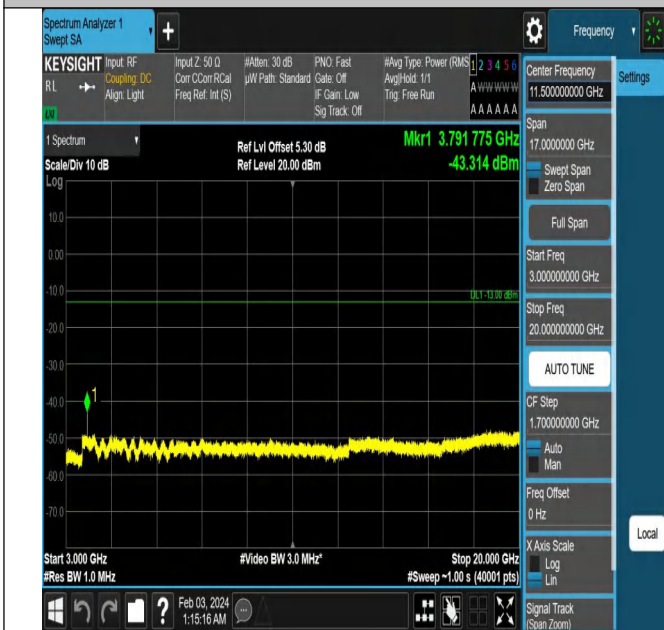 Spectrum Analyzer 1
Swept SA
Frequency
KEYSIGHT
RL
Input: RF
Coupling: DC
Align: Light
Input Z: 50 Ω
Corr CCorr RCal
Freq Ref: Int (S)
#Atten: 30 dB
µW Path: Standard
PNO: Fast
Gate: Off
IF Gain: Low
Sig Track: Off
#Avg Type: Power (RMS)
Avg|Hold: 1/1
Trig: Free Run
1 2 3 4 5 6
A W W W W W
A A A A A A
1 Spectrum
Scale/Div 10 dB
Log
Ref Lvl Offset 5.30 dB
Ref Level 20.00 dBm
Mkr1 3.791 775 GHz
-43.314 dBm
10.0
0.00
-10.0
DL1 -13.00 dBm
-20.0
-30.0
-40.0
1
-50.0
-60.0
-70.0
Start 3.000 GHz
#Res BW 1.0 MHz
#Video BW 3.0 MHz*
Stop 20.000 GHz
#Sweep ~1.00 s (40001 pts)
Feb 03, 2024
1:15:16 AM
Center Frequency
11.500000000 GHz
Settings
Span
17.0000000 GHz
Swept Span
Zero Span
Full Span
Start Freq
3.000000000 GHz
Stop Freq
20.000000000 GHz
AUTO TUNE
CF Step
1.700000000 GHz
Auto
Man
Freq Offset
0 Hz
X Axis Scale
Log
Lin
Local
Signal Track
(Span Zoom)